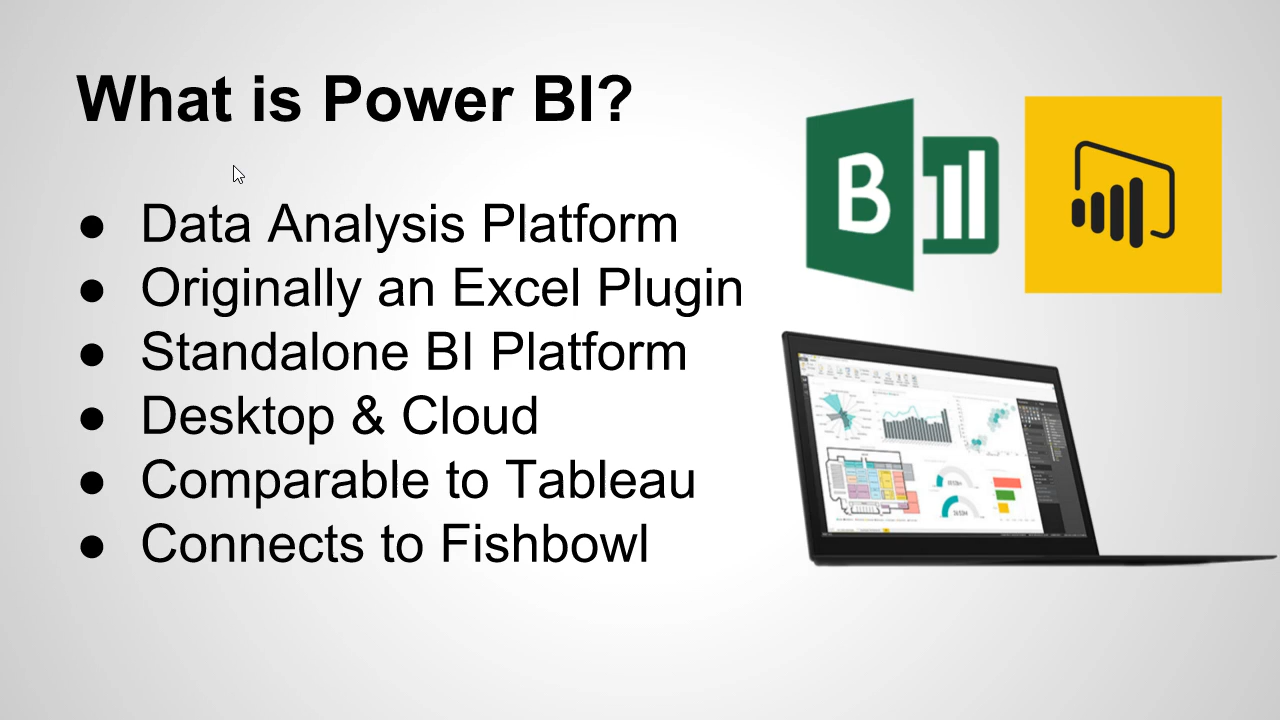 What is Power BI?
● Data Analysis Platform
● Originally an Excel Plugin
● Standalone BI Platform
● Desktop & Cloud
● Comparable to Tableau
● Connects to Fishbowl
B